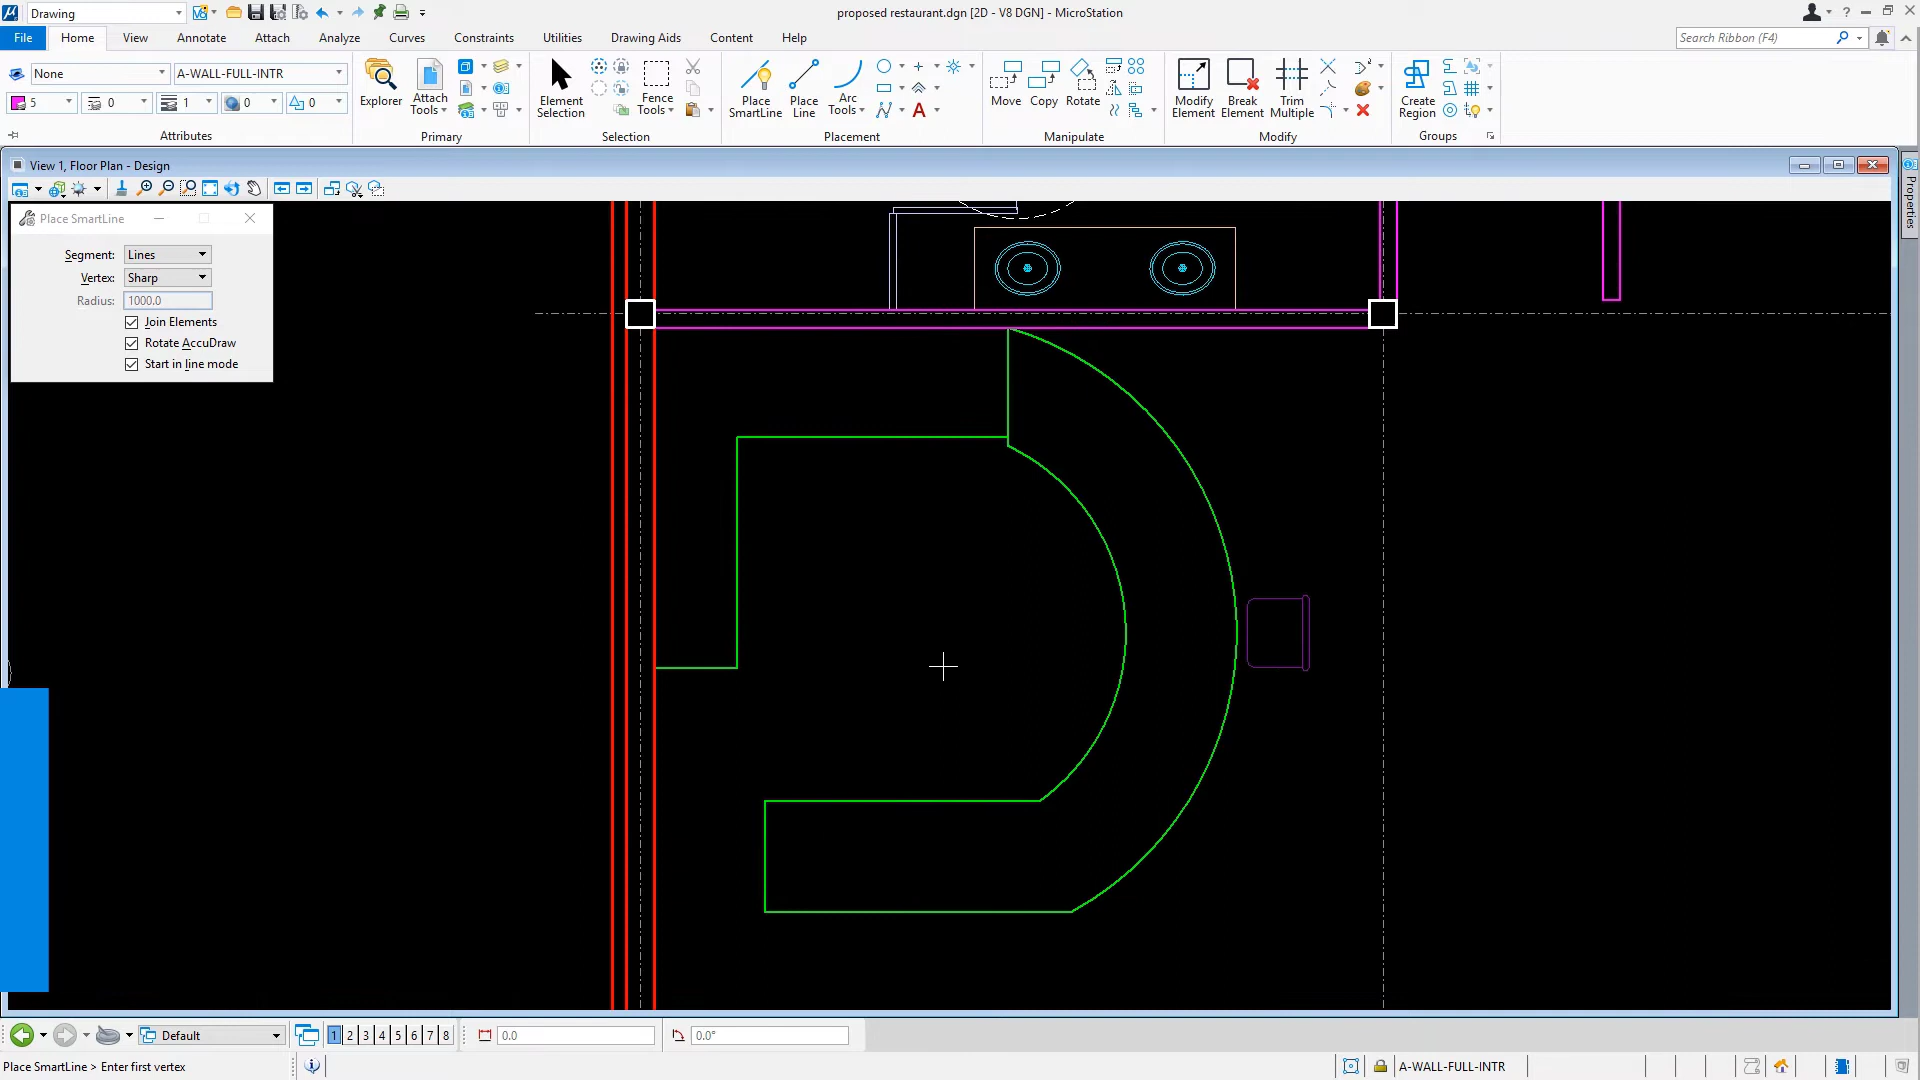 Drawing
proposed restaurant.dgn [2D - V8 DGN] - MicroStation
File Home View Annotate Attach Analyze Curves Constraints Utilities Drawing Aids Content Help
Search Ribbon (F4)
None
A-WALL-FULL-INTR
5 0 1 0 0
Explorer
Attach
Tools
Element
Selection
Fence
Tools
Place
SmartLine
Place
Line
Arc
Tools
Move Copy Rotate
Modify
Element
Break
Element
Trim
Multiple
Create
Region
Attributes Primary Selection Placement Manipulate Modify Groups
View 1, Floor Plan - Design
Properties
Place SmartLine
Segment: Lines
Vertex: Sharp
Radius: 1000.0
Join Elements
Rotate AccuDraw
Start in line mode
Default
1 2 3 4 5 6 7 8
0.0
0.0°
Place SmartLine > Enter first vertex
A-WALL-FULL-INTR